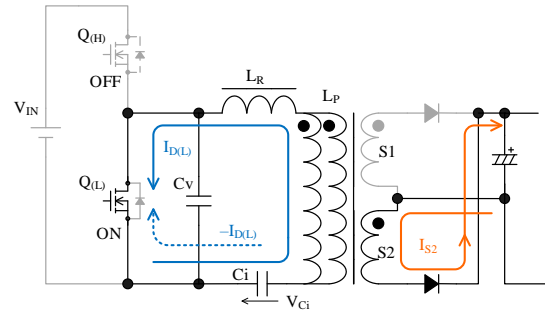 Q(H)
OFF
VIN
LR
LP
ID(L)
S1
+
Q(L)
Cv
ON
−ID(L)
S2
IS2
Ci
VCi